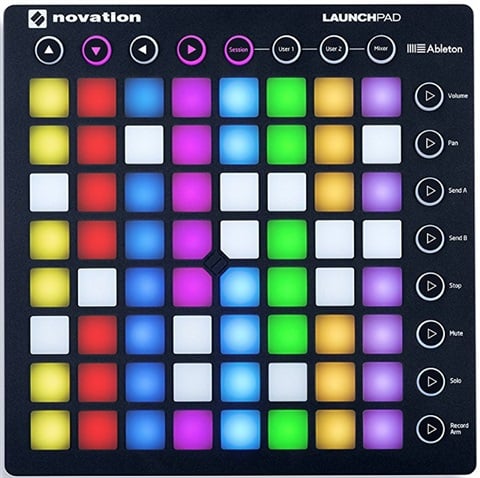 novation
LAUNCHPAD
Session
User 1
User 2
Mixer
Ableton
Volume
Pan
Send A
Send B
Stop
Mute
Solo
Record
Arm